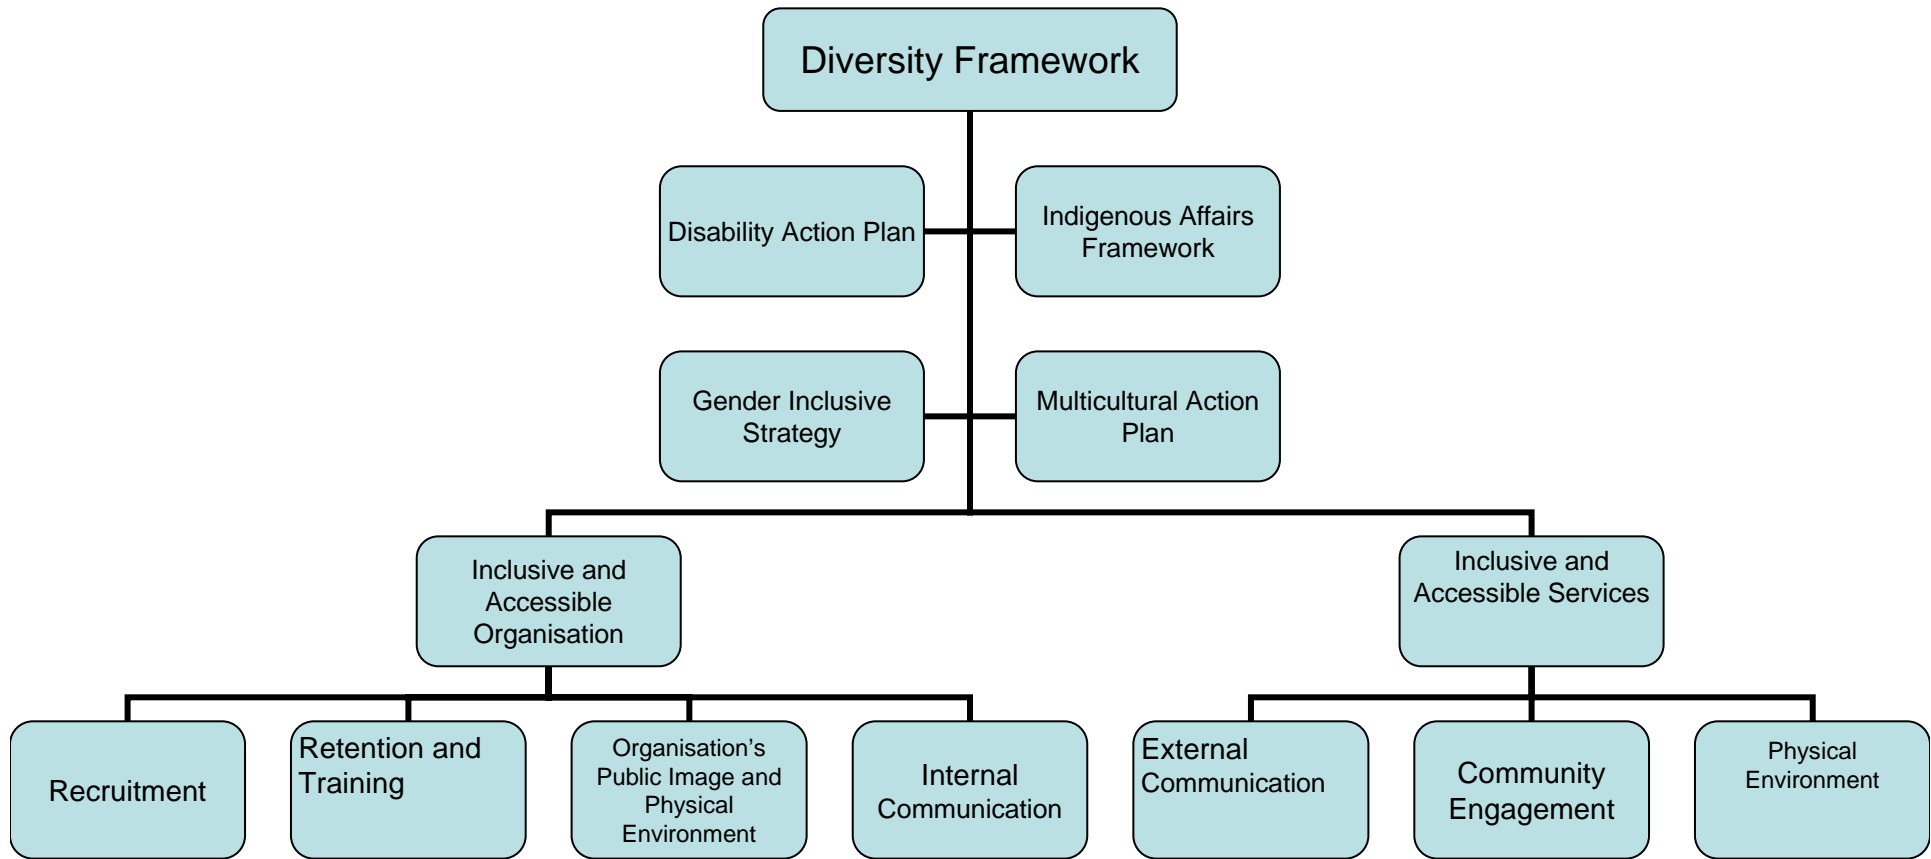 Diversity Framework
Disability Action Plan
Indigenous Affairs
Framework
Gender Inclusive
Strategy
Multicultural Action
Plan
Inclusive and
Accessible
Organisation
Inclusive and
Accessible Services
Recruitment
Retention and
Training
Organisation’s
Public Image and
Physical
Environment
Internal
Communication
External
Communication
Community
Engagement
Physical
Environment